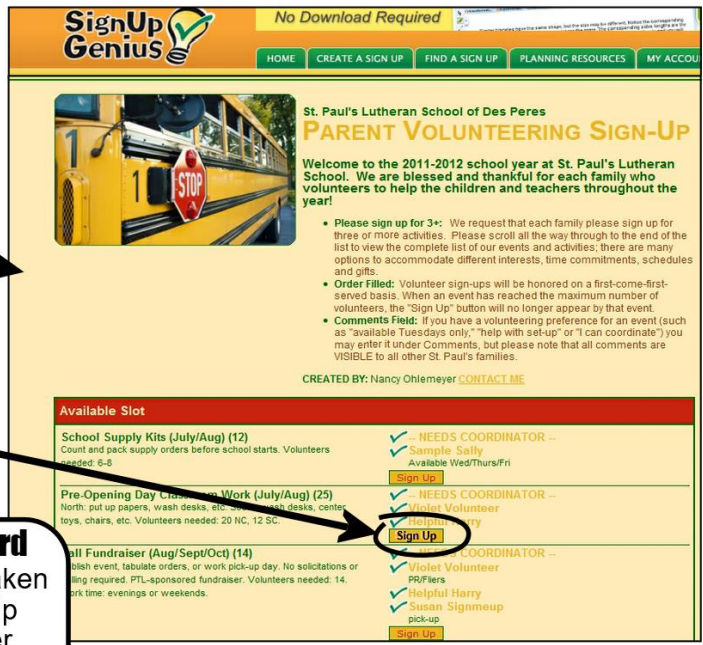 SignUp
Genius
No Download Required
HOME
CREATE A SIGN UP
FIND A SIGN UP
PLANNING RESOURCES
MY ACCOU
1
1
STOP
St. Paul's Lutheran School of Des Peres
PARENT VOLUNTEERING SIGN-UP
Welcome to the 2011-2012 school year at St. Paul's Lutheran
School. We are blessed and thankful for each family who
volunteers to help the children and teachers throughout the
year!
• Please sign up for 3+: We request that each family please sign up for
three or more activities. Please scroll all the way through to the end of the
list to view the complete list of our events and activities; there are many
options to accommodate different interests, time commitments, schedules
and gifts.
• Order Filled: Volunteer sign-ups will be honored on a first-come-first-
served basis. When an event has reached the maximum number of
volunteers, the "Sign Up" button will no longer appear by that event.
• Comments Field: If you have a volunteering preference for an event (such
as "available Tuesdays only," "help with set-up" or "I can coordinate") you
may enter it under Comments, but please note that all comments are
VISIBLE to all other St. Paul's families.
CREATED BY: Nancy Ohlemeyer CONTACT ME
Available Slot
School Supply Kits (July/Aug) (12)
Count and pack supply orders before school starts. Volunteers
needed: 6-8
-- NEEDS COORDINATOR --
Sample Sally
Available Wed/Thurs/Fri
Sign Up
Pre-Opening Day Classroom Work (July/Aug) (25)
North: put up papers, wash desks, etc. South: wash desks, center
toys, chairs, etc. Volunteers needed: 20 NC, 12 SC.
-- NEEDS COORDINATOR --
Violet Volunteer
Helpful Harry
Sign Up
all Fundraiser (Aug/Sept/Oct) (14)
blish event, tabulate orders, or work pick-up day. No solicitations or
lling required. PTL-sponsored fundraiser. Volunteers needed: 14.
ork time: evenings or weekends.
-- NEEDS COORDINATOR --
Violet Volunteer
PR/Fliers
Helpful Harry
Susan Signmeup
pick-up
Sign Up
rd
aken
p
er